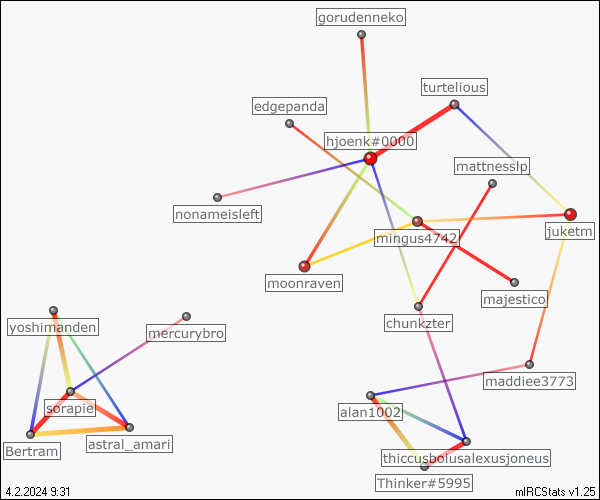 gorudenneko
turtelious
edgepanda
hjoenk#0000
mattnesslp
nonameisleft
juketm
mingus4742
moonraven
majestico
yoshimanden
chunkzter
mercurybro
maddiee3773
sorapiel
alan1002
astral_amari
Bertram
thiccusboiusalexusjoneus
Thinker#5995
4.2.2024 9:31
mIRCStats v1.25